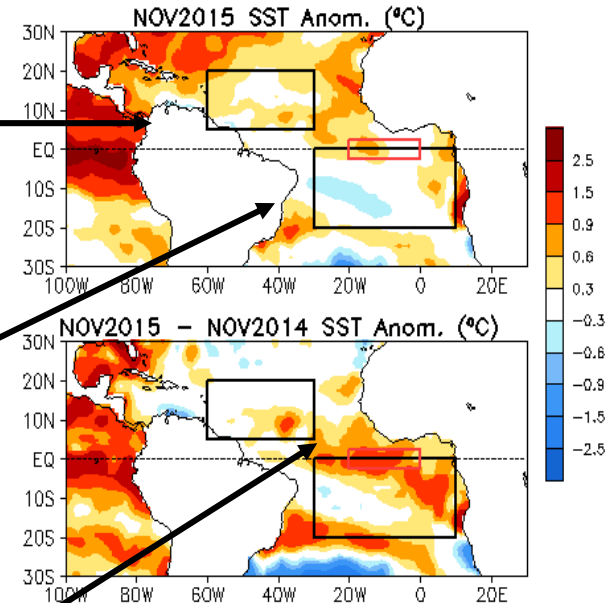 NOV2015 SST Anom. (°C)
30N
20N
10N
EQ
10S
20S
30S
100W 80W 60W 40W 20W 0 20E
NOV2015 - NOV2014 SST Anom. (°C)
30N
20N
10N
EQ
10S
20S
30S
100W 80W 60W 40W 20W 0 20E
2.5
1.5
0.9
0.6
0.3
-0.3
-0.6
-0.9
-1.5
-2.5